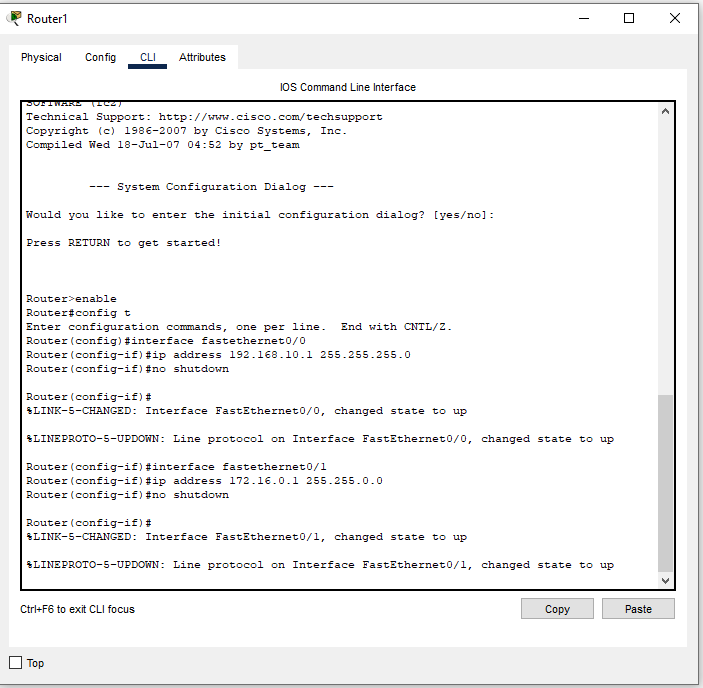 Router1
Physical Config CLI Attributes
IOS Command Line Interface
SOFTWARE (fc2)
Technical Support: http://www.cisco.com/techsupport
Copyright (c) 1986-2007 by Cisco Systems, Inc.
Compiled Wed 18-Jul-07 04:52 by pt_team
--- System Configuration Dialog ---
Would you like to enter the initial configuration dialog? [yes/no]:
Press RETURN to get started!
Router>enable
Router#config t
Enter configuration commands, one per line.  End with CNTL/Z.
Router(config)#interface fastethernet0/0
Router(config-if)#ip address 192.168.10.1 255.255.255.0
Router(config-if)#no shutdown
Router(config-if)#
%LINK-5-CHANGED: Interface FastEthernet0/0, changed state to up
%LINEPROTO-5-UPDOWN: Line protocol on Interface FastEthernet0/0, changed state to up
Router(config-if)#interface fastethernet0/1
Router(config-if)#ip address 172.16.0.1 255.255.0.0
Router(config-if)#no shutdown
Router(config-if)#
%LINK-5-CHANGED: Interface FastEthernet0/1, changed state to up
%LINEPROTO-5-UPDOWN: Line protocol on Interface FastEthernet0/1, changed state to up
Ctrl+F6 to exit CLI focus
Copy Paste
Top